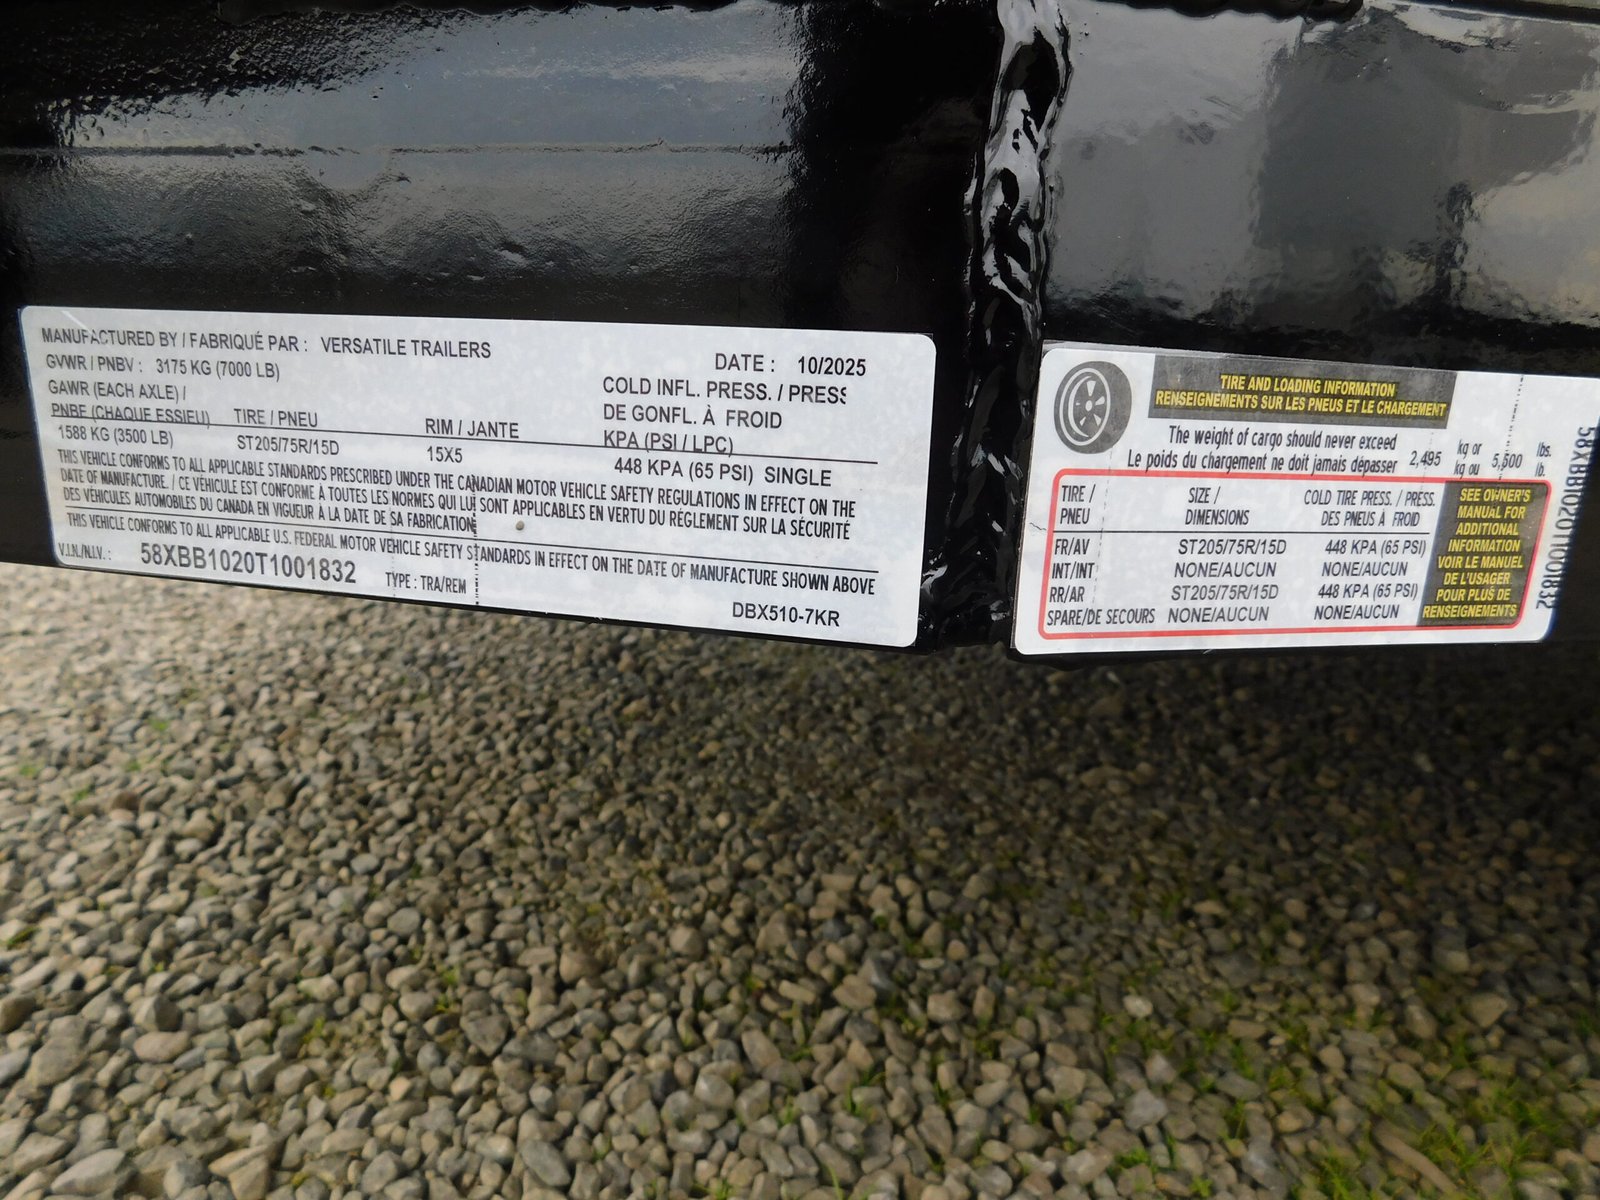 MANUFACTURED BY / FABRIQUÉ PAR : VERSATILE TRAILERS
GVWR / PNBV : 3175 KG (7000 LB)
DATE : 10/2025
GAWR (EACH AXLE) /
PNBE (CHAQUE ESSIEU) TIRE / PNEU RIM / JANTE
COLD INFL. PRESS. / PRESS
DE GONFL. À FROID
KPA (PSI / LPC)
1588 KG (3500 LB) ST205/75R/15D 15X5 448 KPA (65 PSI) SINGLE
THIS VEHICLE CONFORMS TO ALL APPLICABLE STANDARDS PRESCRIBED UNDER THE CANADIAN MOTOR VEHICLE SAFETY REGULATIONS IN EFFECT ON THE
DATE OF MANUFACTURE. / CE VÉHICULE EST CONFORME À TOUTES LES NORMES QUI LUI SONT APPLICABLES EN VERTU DU RÉGLEMENT SUR LA SÉCURITÉ
DES VÉHICULES AUTOMOBILES DU CANADA EN VIGUEUR À LA DATE DE SA FABRICATION
THIS VEHICLE CONFORMS TO ALL APPLICABLE U.S. FEDERAL MOTOR VEHICLE SAFETY STANDARDS IN EFFECT ON THE DATE OF MANUFACTURE SHOWN ABOVE
V.I.N./N.I.V. : 58XBB1020T1001832 TYPE : TRA/REM DBX510-7KR
TIRE AND LOADING INFORMATION
RENSEIGNEMENTS SUR LES PNEUS ET LE CHARGEMENT
The weight of cargo should never exceed
Le poids du chargement ne doit jamais dépasser 2,495 kg or kg ou 5,500 lbs. lb.
TIRE / PNEU SIZE / DIMENSIONS COLD TIRE PRESS. / PRESS. DES PNEUS À FROID
FR/AV ST205/75R/15D 448 KPA (65 PSI)
INT/INT NONE/AUCUN NONE/AUCUN
RR/AR ST205/75R/15D 448 KPA (65 PSI)
SPARE/DE SECOURS NONE/AUCUN NONE/AUCUN
SEE OWNER'S
MANUAL FOR
ADDITIONAL
INFORMATION
VOIR LE MANUEL
DE L'USAGER
POUR PLUS DE
RENSEIGNEMENTS
58XBB1020T1001832